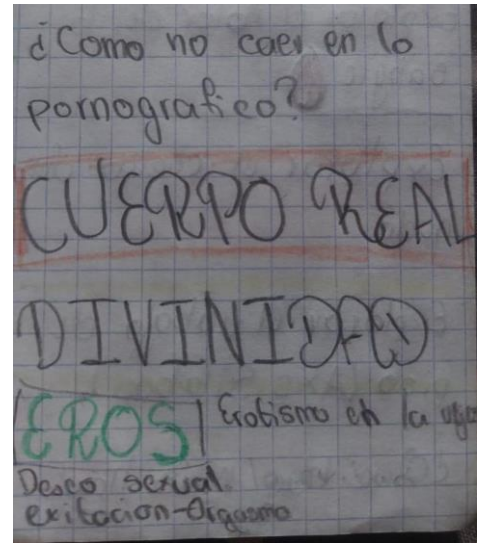 ¿Como no caer en lo
pornografico?
CUERPO REAL
DIVINIDAD
EROS Erotismo en la
Deseo sexual.
exitacion-Orgasmo